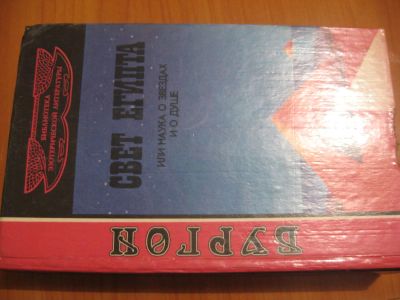 БУРГОН
СВЕТ ЕГИПТА
ИЛИ НАУКА О ЗВЕЗДАХ
И О ДУШЕ
БИБЛИОТЕКА
ЭЗОТЕРИЧЕСКОЙ ЛИТЕРАТУРЫ